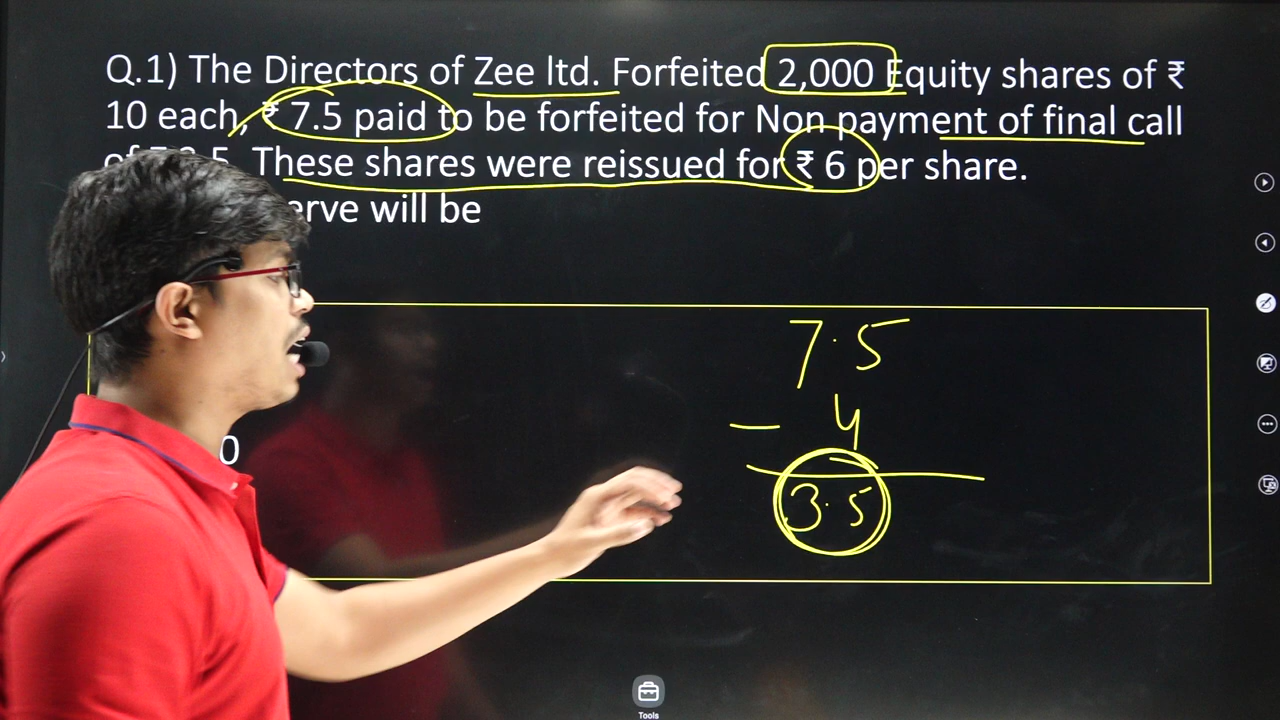 Q.1) The Directors of Zee ltd. Forfeited 2,000 Equity shares of ₹
10 each, ₹ 7.5 paid to be forfeited for Non payment of final call
These shares were reissued for ₹ 6 per share.
erve will be
7.5
- 4
3.5
0
Tools